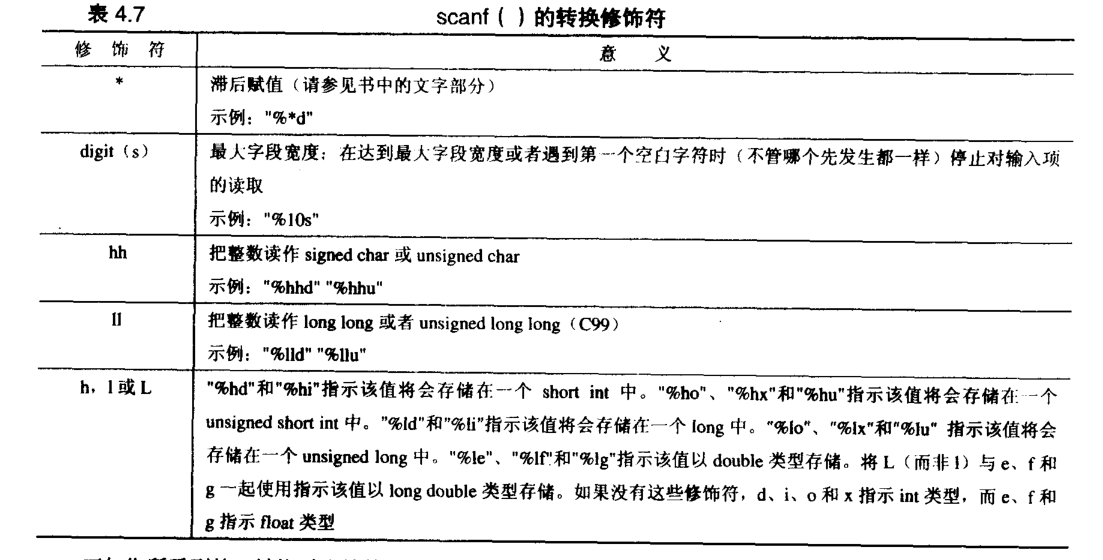 表 4.7 scanf ( ) 的转换修饰符
修 饰 符 意 义
* 滞后赋值（请参见书中的文字部分）
示例："%*d"
digit（s） 最大字段宽度：在达到最大字段宽度或者遇到第一个空白字符时（不管哪个先发生都一样）停止对输入项
的读取
示例："%10s"
hh 把整数读作 signed char 或 unsigned char
示例："%hhd" "%hhu"
ll 把整数读作 long long 或者 unsigned long long（C99）
示例："%lld" "%llu"
h，l 或 L "%hd"和"%hi"指示该值将会存储在一个 short int 中。"%ho"、"%hx"和"%hu"指示该值将会存储在一个
unsigned short int 中。"%ld"和"%li"指示该值将会存储在一个 long 中。"%lo"、"%lx"和"%lu" 指示该值将会
存储在一个 unsigned long 中。"%le"、"%lf"和"%lg"指示该值以 double 类型存储。将 L（而非 l）与 e、f 和
g 一起使用指示该值以 long double 类型存储。如果没有这些修饰符，d、i、o 和 x 指示 int 类型，而 e、f 和
g 指示 float 类型